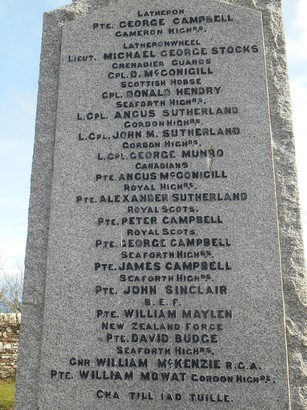 Latheron
Pte. George Campbell
Cameron Highrs.
Latheronwheel
Lieut. Michael George Stocks
Grenadier Guards
Cpl. D. McGonigill
Scottish Horse
Cpl. Donald Hendry
Seaforth Highrs.
L. Cpl. Angus Sutherland
Gordon Highrs.
L. Cpl. John M. Sutherland
Gordon Highrs.
L. Cpl. George Munro
Canadians
Pte. Angus McGonigill
Royal Highrs.
Pte. Alexander Sutherland
Royal Scots.
Pte. Peter Campbell
Royal Scots
Pte. George Campbell
Seaforth Highrs.
Pte. James Campbell
Seaforth Highrs.
Pte. John Sinclair
B. E. F.
Pte. William Maylen
New Zealand Force
Pte. David Budge
Seaforth Highrs.
Gnr William McKenzie R.G.A.
Pte. William Mowat Gordon Highrs.
Cha till iad tuille.